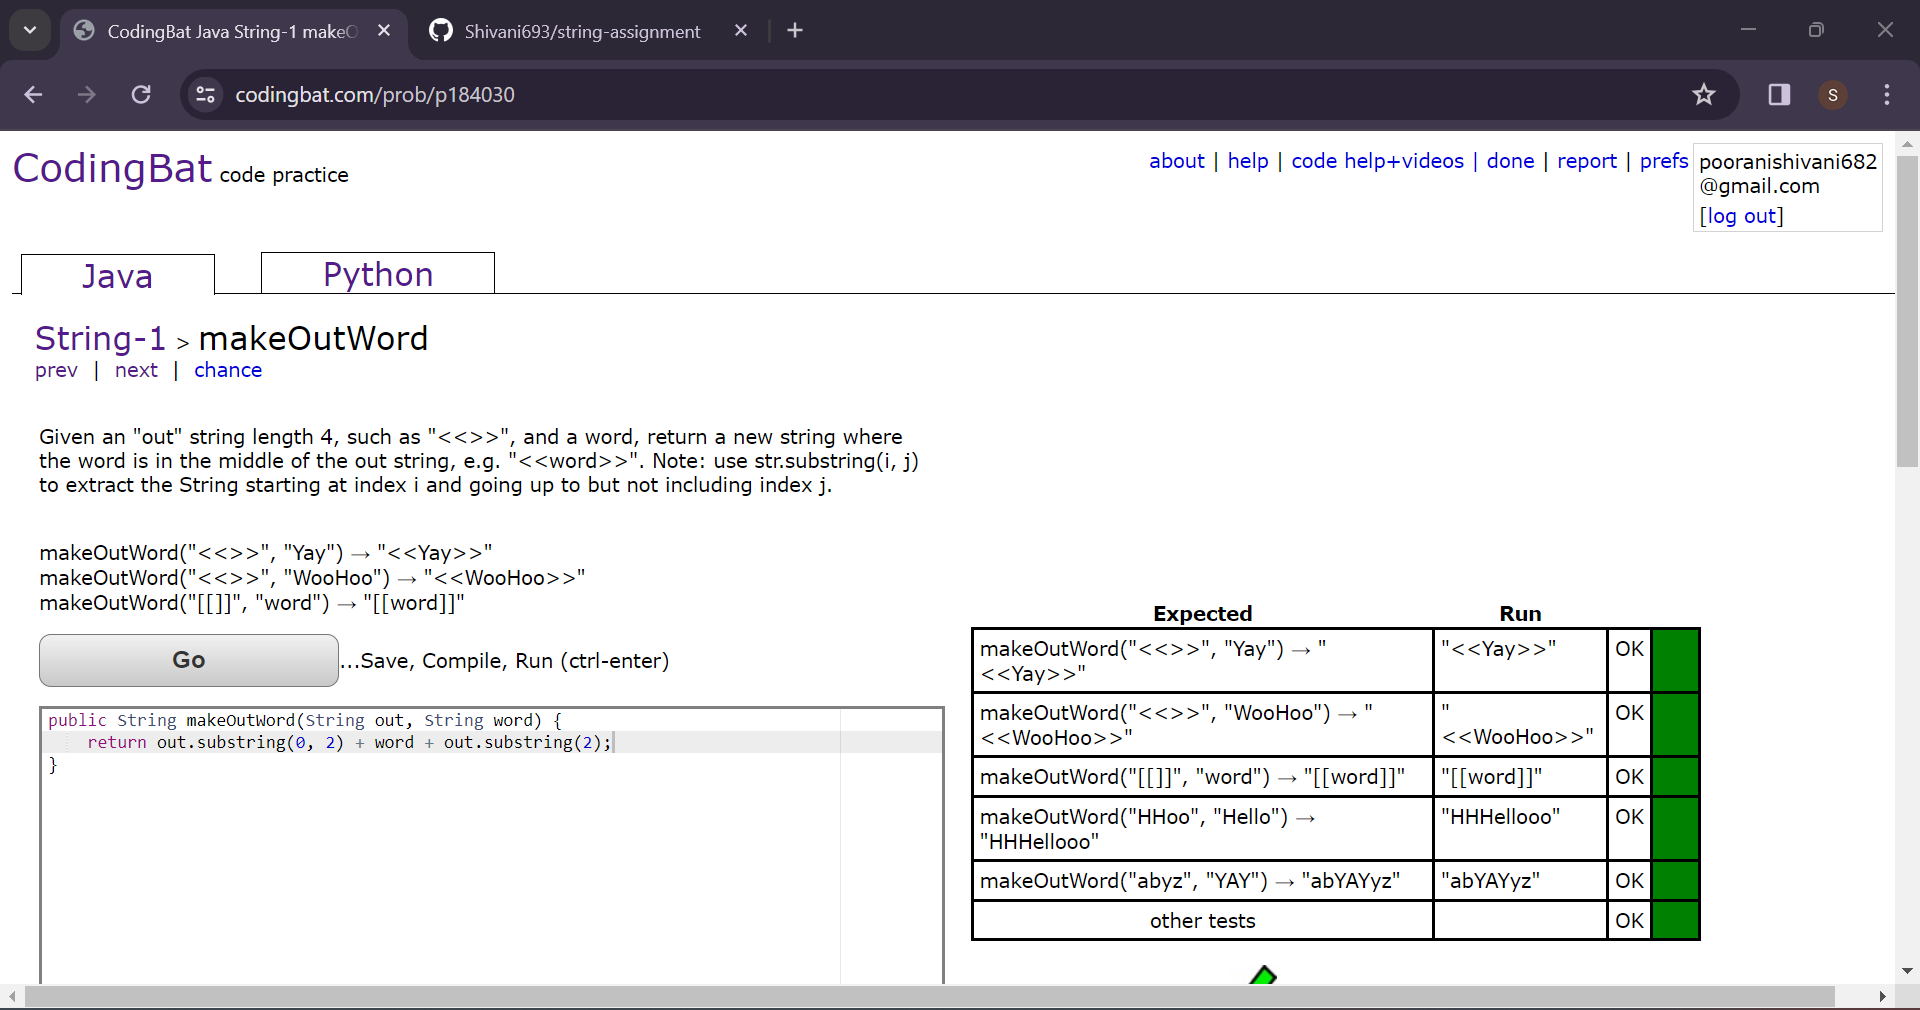 CodingBat Java String-1 makeO
Shivani693/string-assignment
codingbat.com/prob/p184030
S
CodingBat code practice
about | help | code help+videos | done | report | prefs
pooranishivani682
@gmail.com
[log out]
Java
Python
String-1 > makeOutWord
prev | next | chance
Given an "out" string length 4, such as "<<>>", and a word, return a new string where
the word is in the middle of the out string, e.g. "<<word>>". Note: use str.substring(i, j)
to extract the String starting at index i and going up to but not including index j.
makeOutWord("<<>>", "Yay") → "<<Yay>>"
makeOutWord("<<>>", "WooHoo") → "<<WooHoo>>"
makeOutWord("[[]]", "word") → "[[word]]"
Go
...Save, Compile, Run (ctrl-enter)
public String makeOutWord(String out, String word) {
return out.substring(0, 2) + word + out.substring(2);
}
Expected Run
makeOutWord("<<>>", "Yay") → "
<<Yay>>"
"<<Yay>>"
OK
makeOutWord("<<>>", "WooHoo") → "
<<WooHoo>>"
"
<<WooHoo>>"
OK
makeOutWord("[[]]", "word") → "[[word]]"
"[[word]]"
OK
makeOutWord("HHoo", "Hello") →
"HHHellooo"
"HHHellooo"
OK
makeOutWord("abyz", "YAY") → "abYAYyz"
"abYAYyz"
OK
other tests
OK